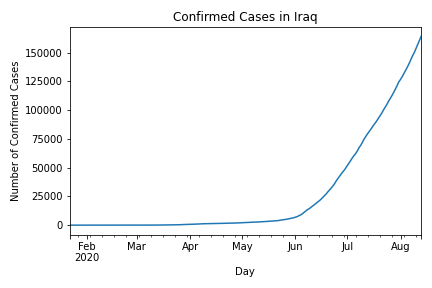 Confirmed Cases in Iraq
Number of Confirmed Cases
150000
125000
100000
75000
50000
25000
0
Feb Mar Apr May Jun Jul Aug
2020
Day